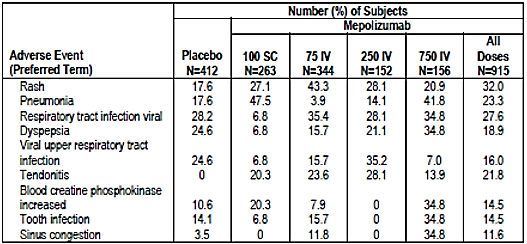 Number (%) of Subjects
Mepolizumab
Adverse Event (Preferred Term) Placebo N=412 100 SC N=263 75 IV N=344 250 IV N=152 750 IV N=156 All Doses N=915
Rash 17.6 27.1 43.3 28.1 20.9 32.0
Pneumonia 17.6 47.5 3.9 14.1 41.8 23.3
Respiratory tract infection viral 28.2 6.8 35.4 28.1 34.8 27.6
Dyspepsia 24.6 6.8 15.7 21.1 34.8 18.9
Viral upper respiratory tract
infection 24.6 6.8 15.7 35.2 7.0 16.0
Tendonitis 0 20.3 23.6 28.1 13.9 21.8
Blood creatine phosphokinase
increased 10.6 20.3 7.9 0 34.8 14.5
Tooth infection 14.1 6.8 15.7 0 34.8 14.5
Sinus congestion 3.5 0 11.8 0 34.8 11.6